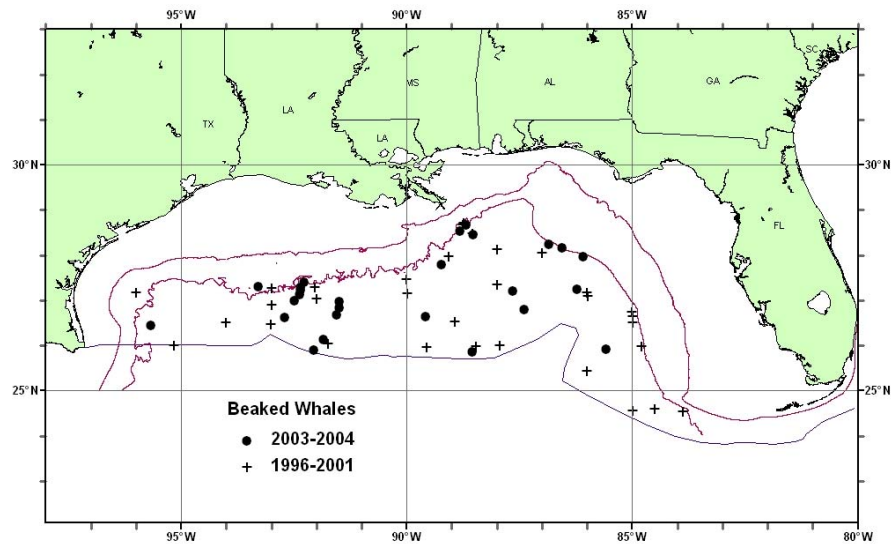 95°W 90°W 85°W
SC
MS AL GA
LA
TX
LA
30°N 30°N
FL
25°N 25°N
Beaked Whales
2003-2004
1996-2001
95°W 90°W 85°W 80°W